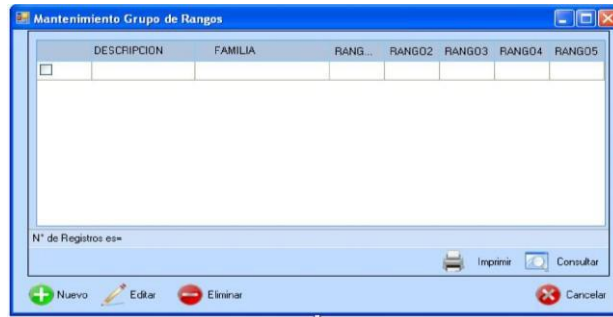 Mantenimiento Grupo de Rangos
DESCRIPCION FAMILIA RANG... RANGO2 RANGO3 RANGO4 RANGO5
N° de Registros es=
Imprimir Consultar
Nuevo Editar Eliminar Cancelar